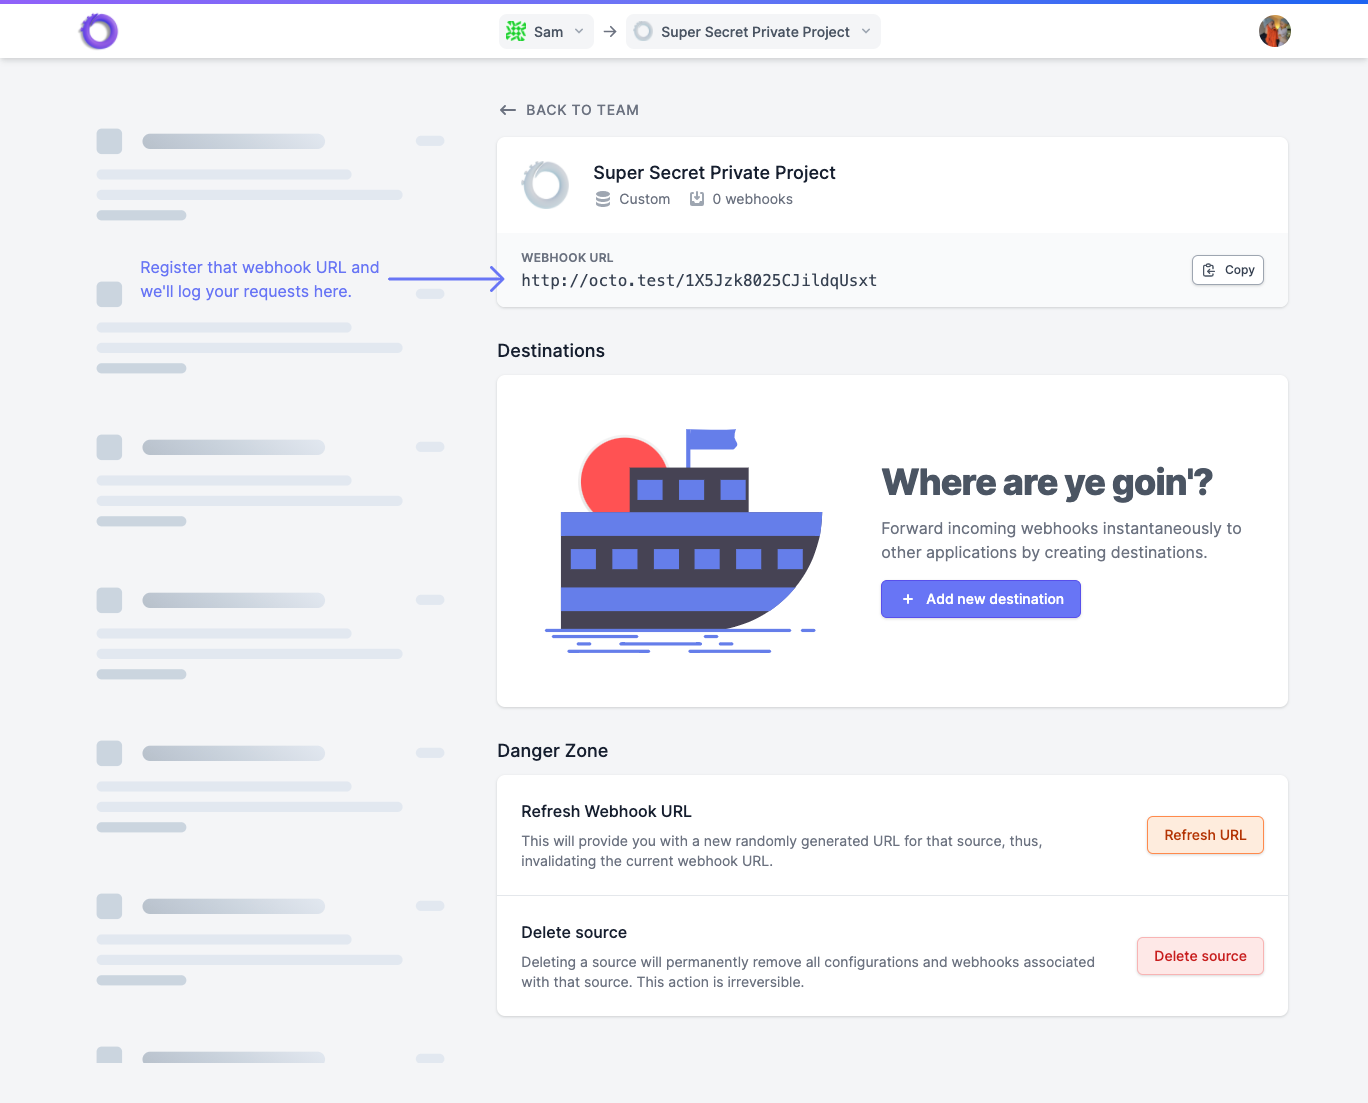 Sam
Super Secret Private Project
BACK TO TEAM
Super Secret Private Project
Custom
0 webhooks
Register that webhook URL and
we'll log your requests here.
WEBHOOK URL
http://octo.test/1X5Jzk8025CJildqUsxt
Copy
Destinations
Where are ye goin'?
Forward incoming webhooks instantaneously to
other applications by creating destinations.
+ Add new destination
Danger Zone
Refresh Webhook URL
This will provide you with a new randomly generated URL for that source, thus,
invalidating the current webhook URL.
Refresh URL
Delete source
Deleting a source will permanently remove all configurations and webhooks associated
with that source. This action is irreversible.
Delete source